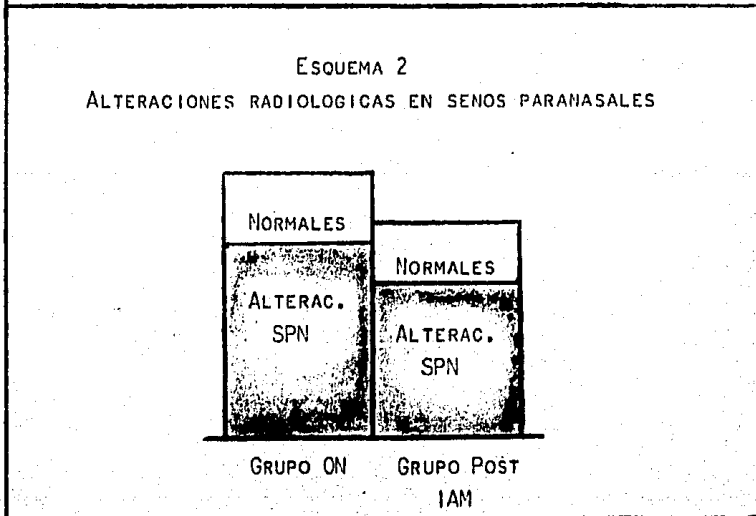 ESQUEMA 2
ALTERACIONES RADIOLOGICAS EN SENOS PARANASALES
NORMALES
ALTERAC.
SPN
NORMALES
ALTERAC.
SPN
GRUPO ON
GRUPO POST
IAM